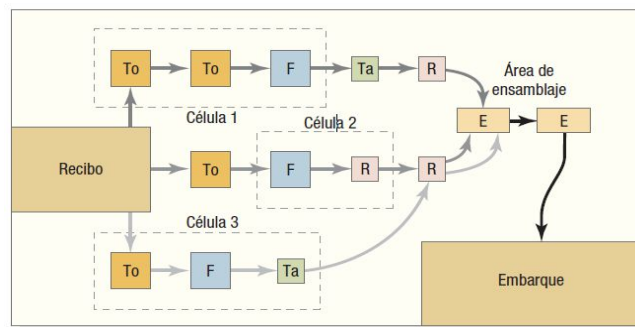 To
To
F
Ta
R
Célula 1
Área de
ensamblaje
E
E
Recibo
Célula 2
To
F
R
R
Célula 3
To
F
Ta
Embarque